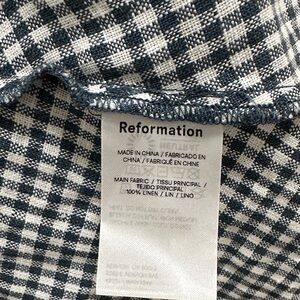 Reformation
MADE IN CHINA / FABRICADO EN
CHINA / FABRIQUÉ EN CHINE
MAIN FABRIC / TISSU PRINCIPAL /
TEJIDO PRINCIPAL
100% LINEN / LIN / LINO